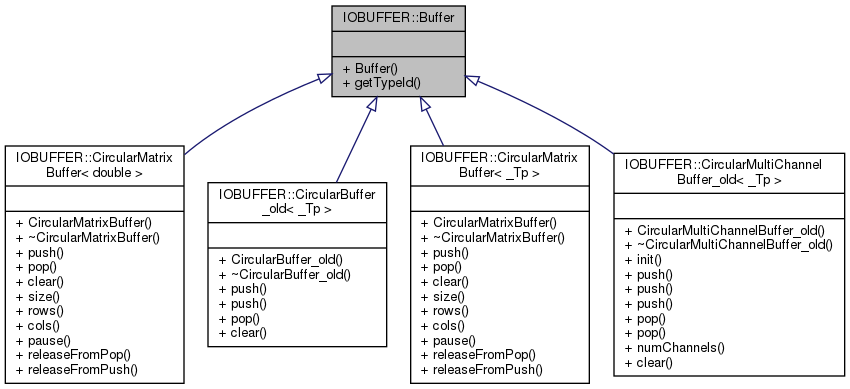 IOBUFFER::Buffer
+ Buffer()
+ getTypeId()
IOBUFFER::CircularMatrix
Buffer< double >
+ CircularMatrixBuffer()
+ ~CircularMatrixBuffer()
+ push()
+ pop()
+ clear()
+ size()
+ rows()
+ cols()
+ pause()
+ releaseFromPop()
+ releaseFromPush()
IOBUFFER::CircularBuffer
_old< _Tp >
+ CircularBuffer_old()
+ ~CircularBuffer_old()
+ push()
+ push()
+ pop()
+ clear()
IOBUFFER::CircularMatrix
Buffer< _Tp >
+ CircularMatrixBuffer()
+ ~CircularMatrixBuffer()
+ push()
+ pop()
+ clear()
+ size()
+ rows()
+ cols()
+ pause()
+ releaseFromPop()
+ releaseFromPush()
IOBUFFER::CircularMultiChannel
Buffer_old< _Tp >
+ CircularMultiChannelBuffer_old()
+ ~CircularMultiChannelBuffer_old()
+ init()
+ push()
+ push()
+ push()
+ pop()
+ pop()
+ numChannels()
+ clear()